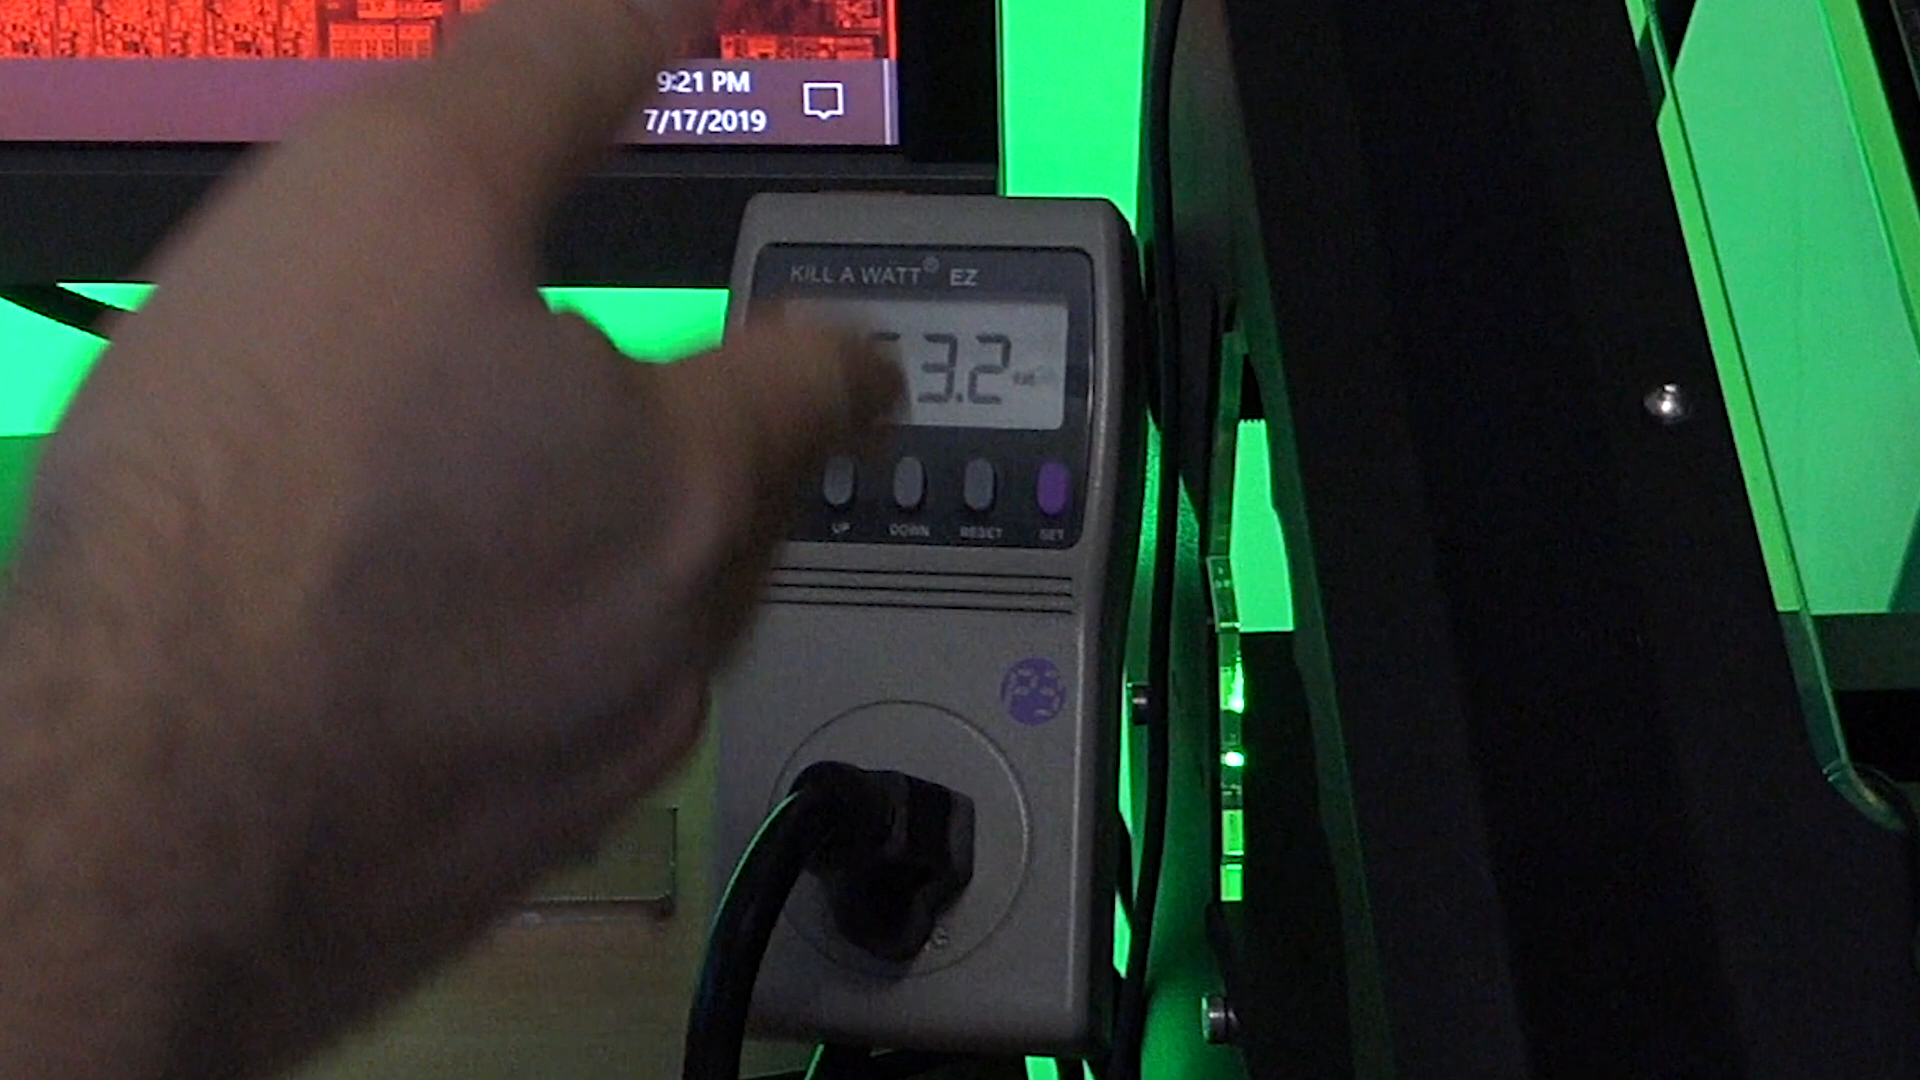 9:21 PM
7/17/2019
KILL A WATT® EZ
3.2
UP DOWN RESET SET